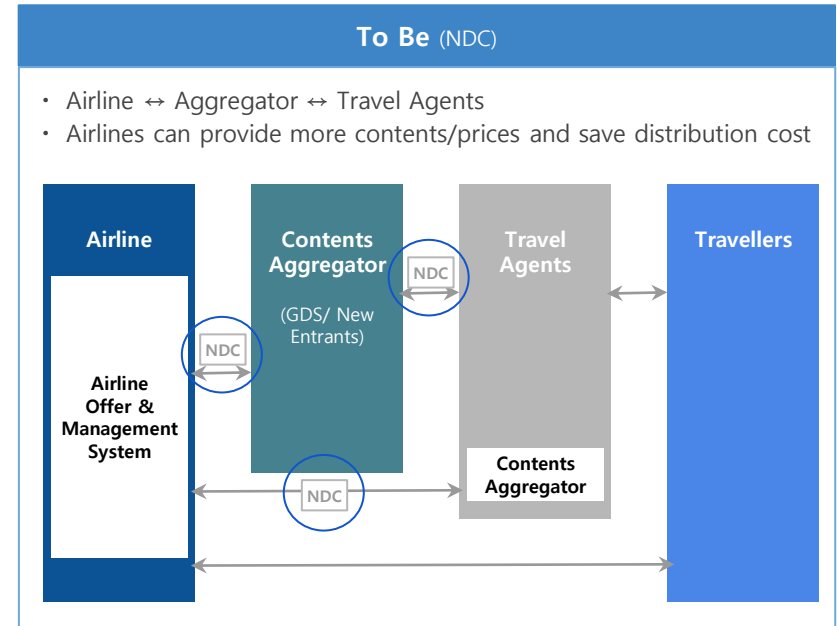 To Be (NDC)
· Airline ↔ Aggregator ↔ Travel Agents
· Airlines can provide more contents/prices and save distribution cost
Airline
Contents
Aggregator
(GDS/ New
Entrants)
Travel
Agents
Travellers
NDC
NDC
Airline
Offer &
Management
System
Contents
Aggregator
NDC